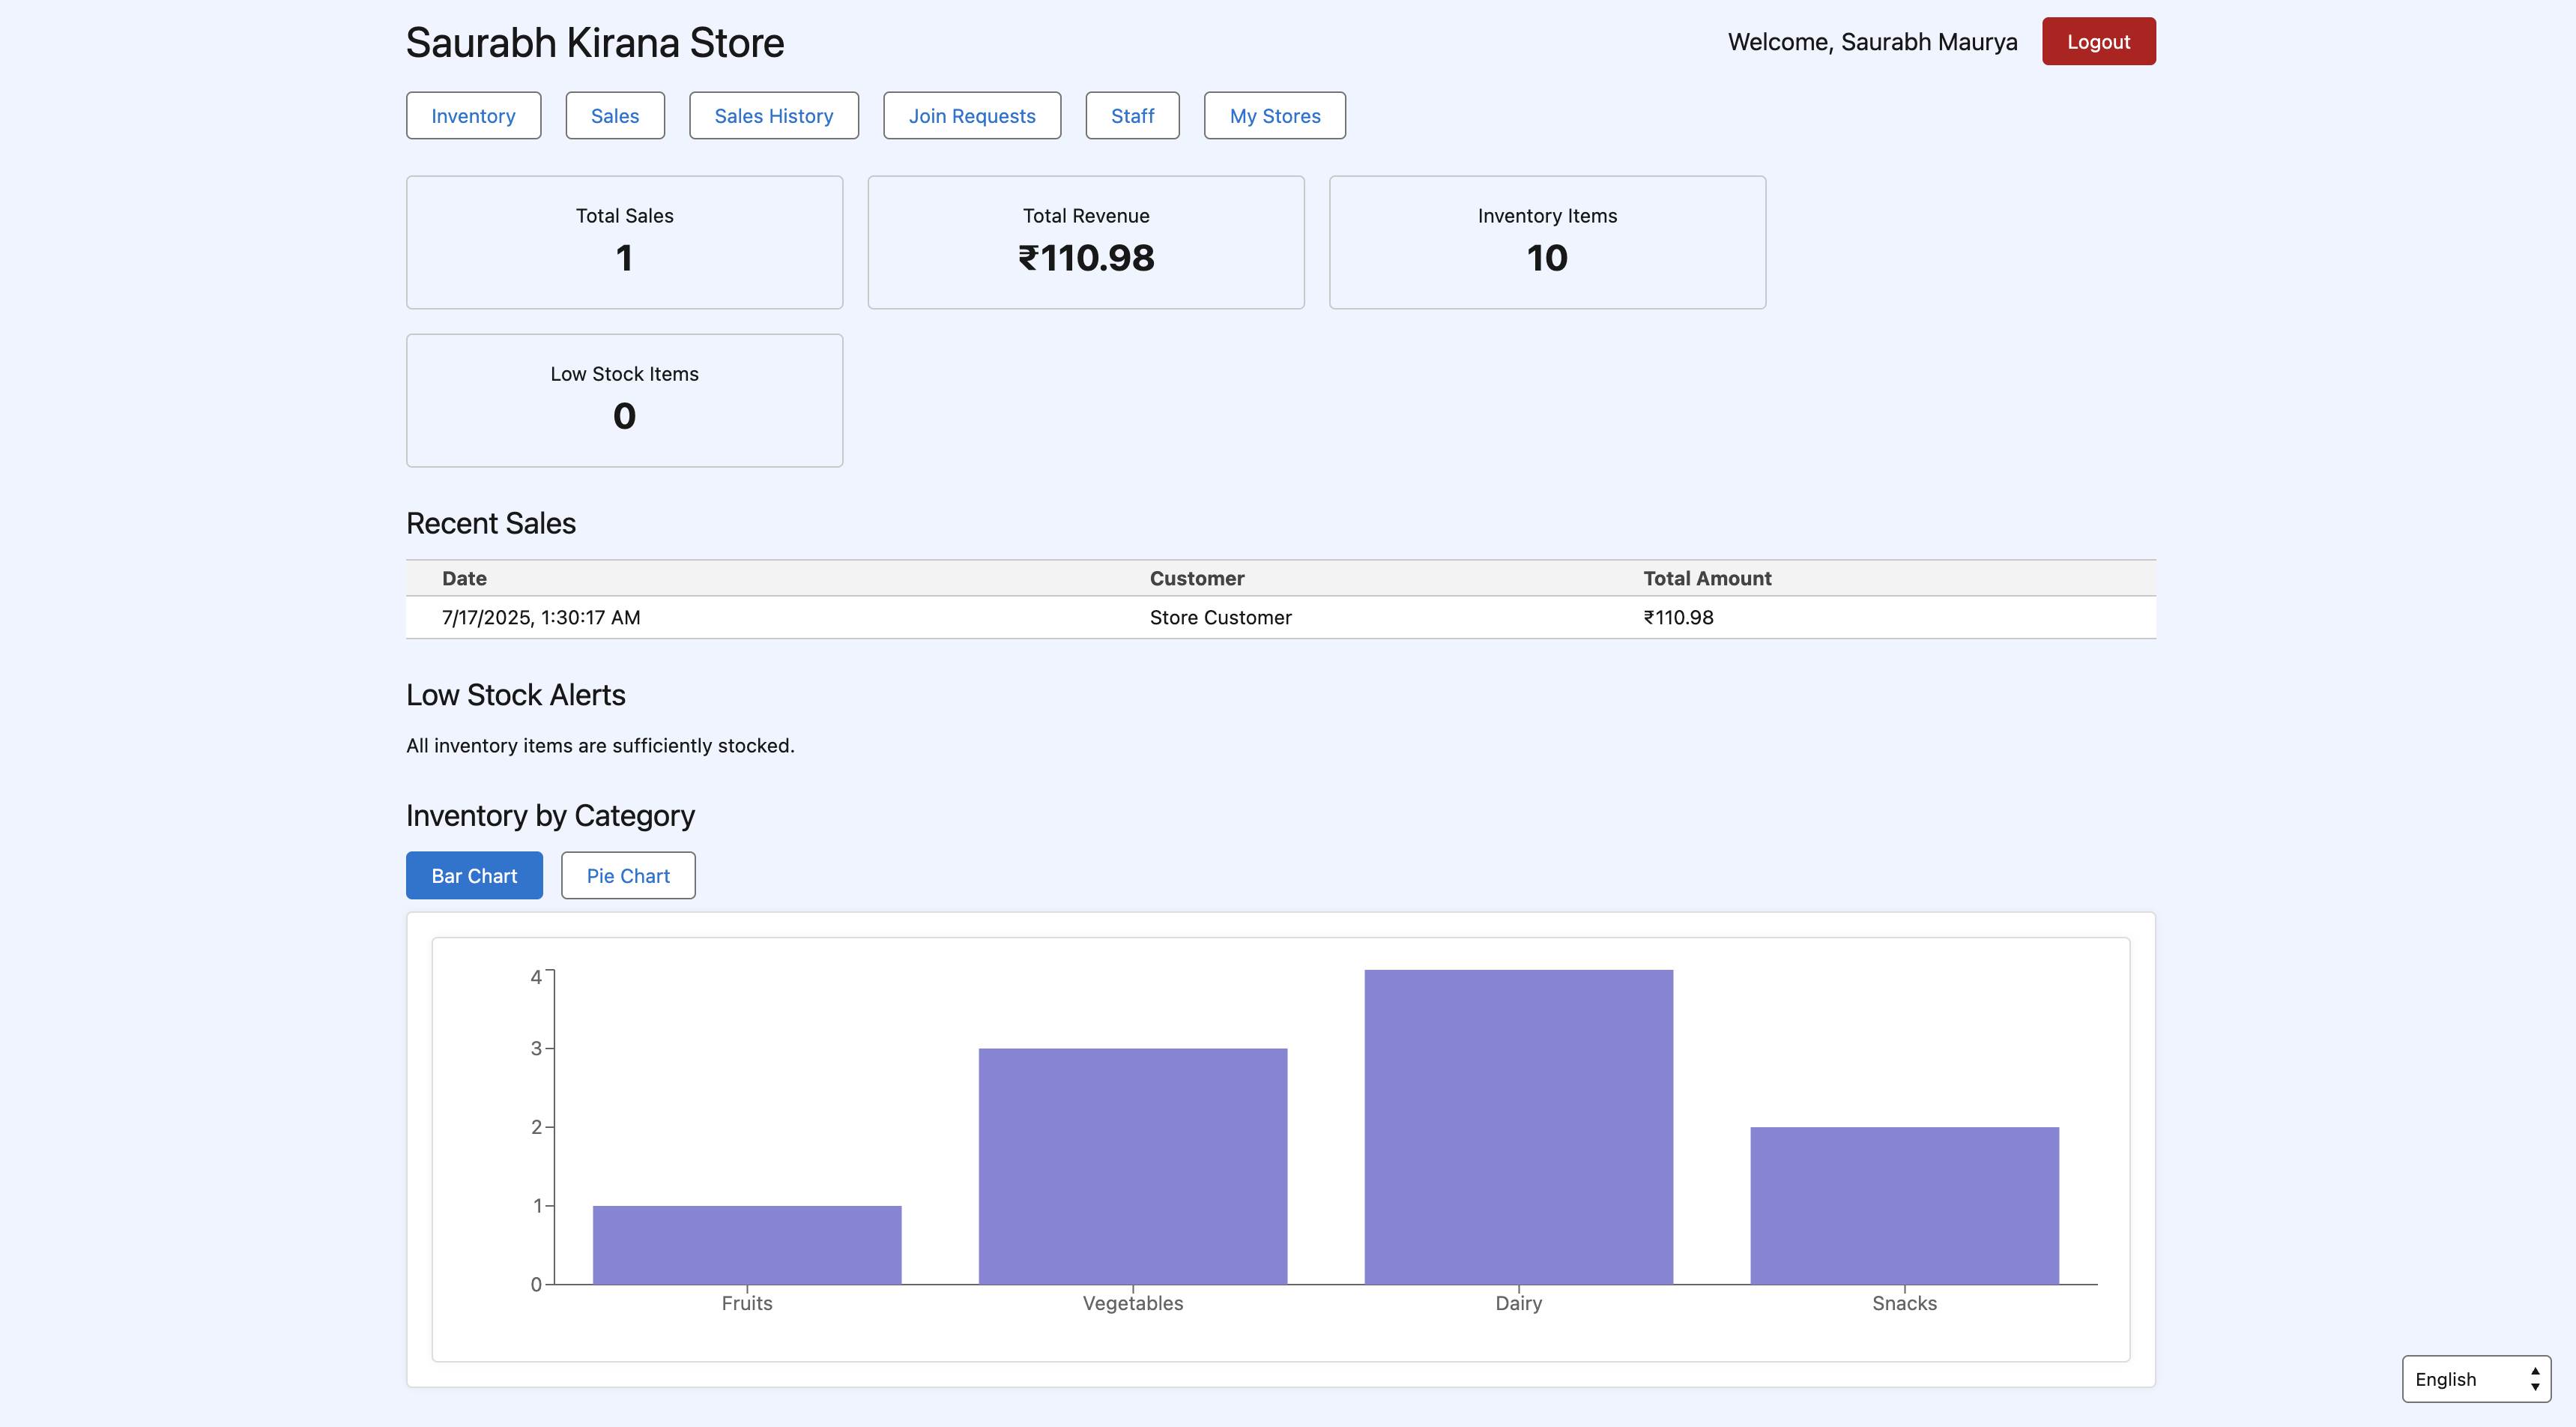 Saurabh Kirana Store
Welcome, Saurabh Maurya
Logout
Inventory
Sales
Sales History
Join Requests
Staff
My Stores
Total Sales
1
Total Revenue
₹110.98
Inventory Items
10
Low Stock Items
0
Recent Sales
Date Customer Total Amount
7/17/2025, 1:30:17 AM Store Customer ₹110.98
Low Stock Alerts
All inventory items are sufficiently stocked.
Inventory by Category
Bar Chart
Pie Chart
4
3
2
1
0
Fruits Vegetables Dairy Snacks
English